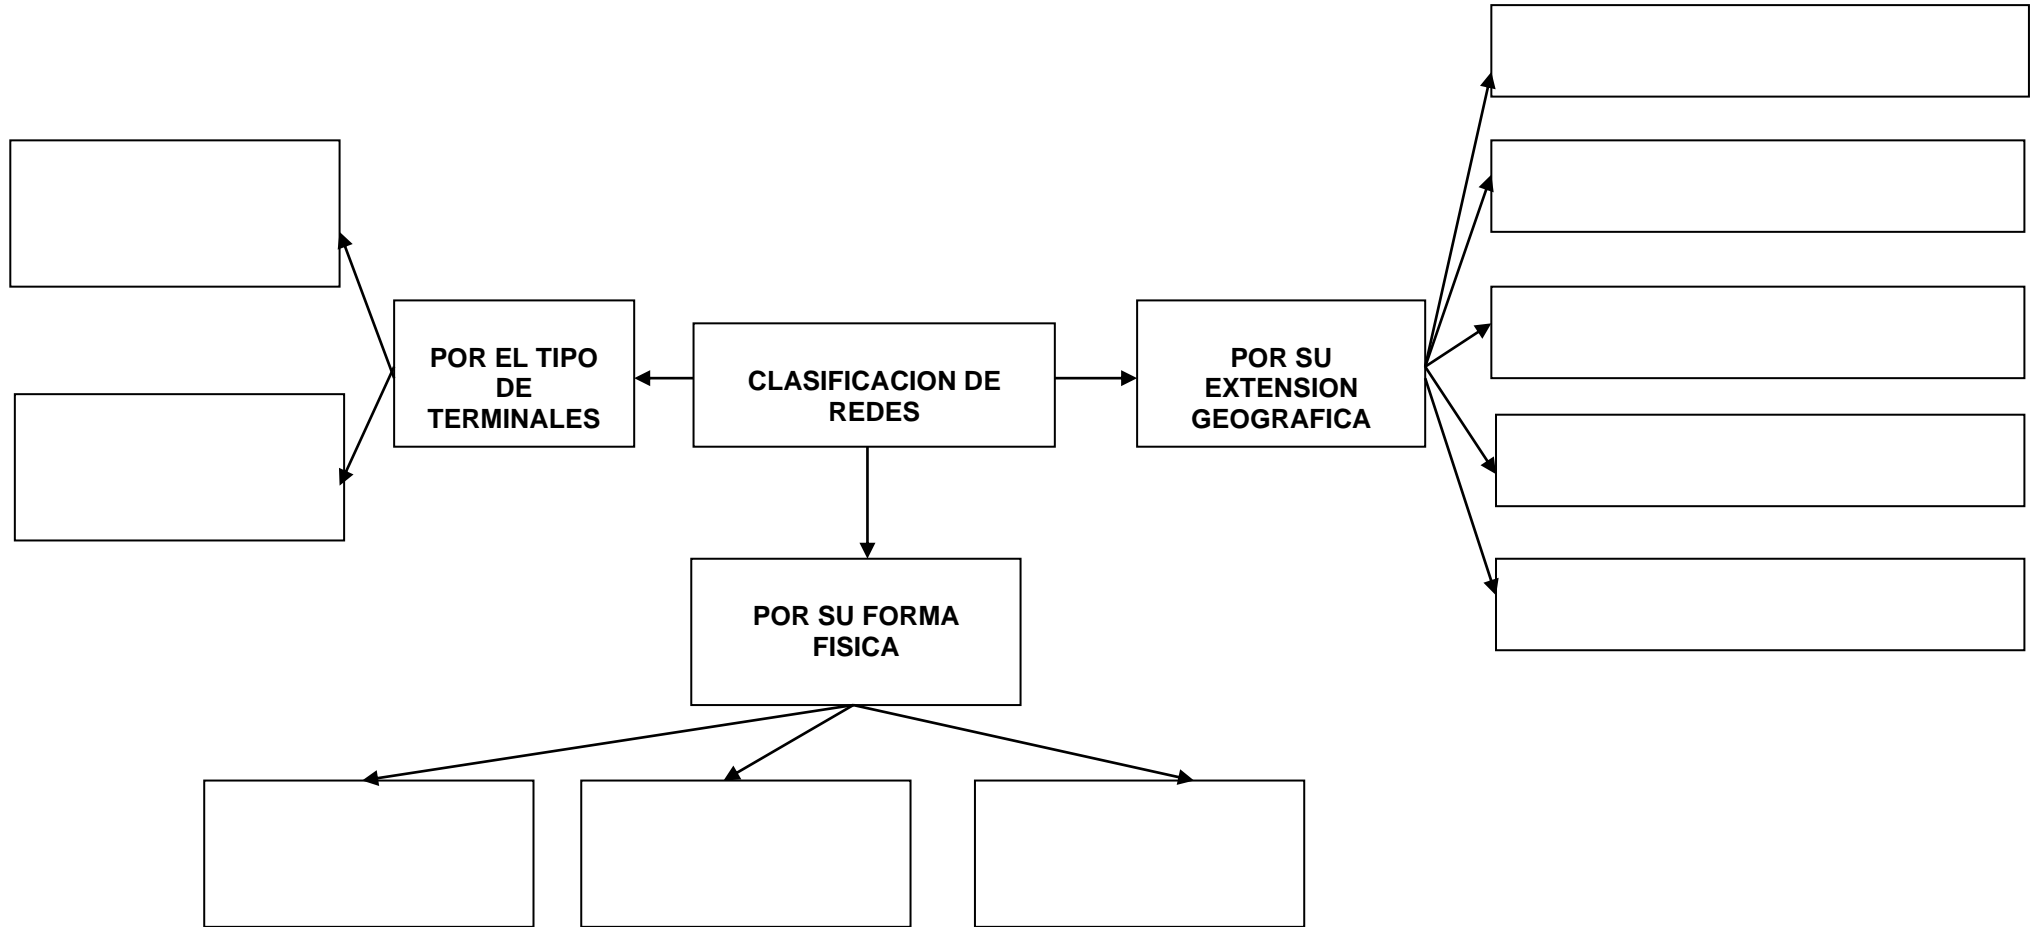 POR EL TIPO
DE
TERMINALES
CLASIFICACION DE
REDES
POR SU
EXTENSION
GEOGRAFICA
POR SU FORMA
FISICA